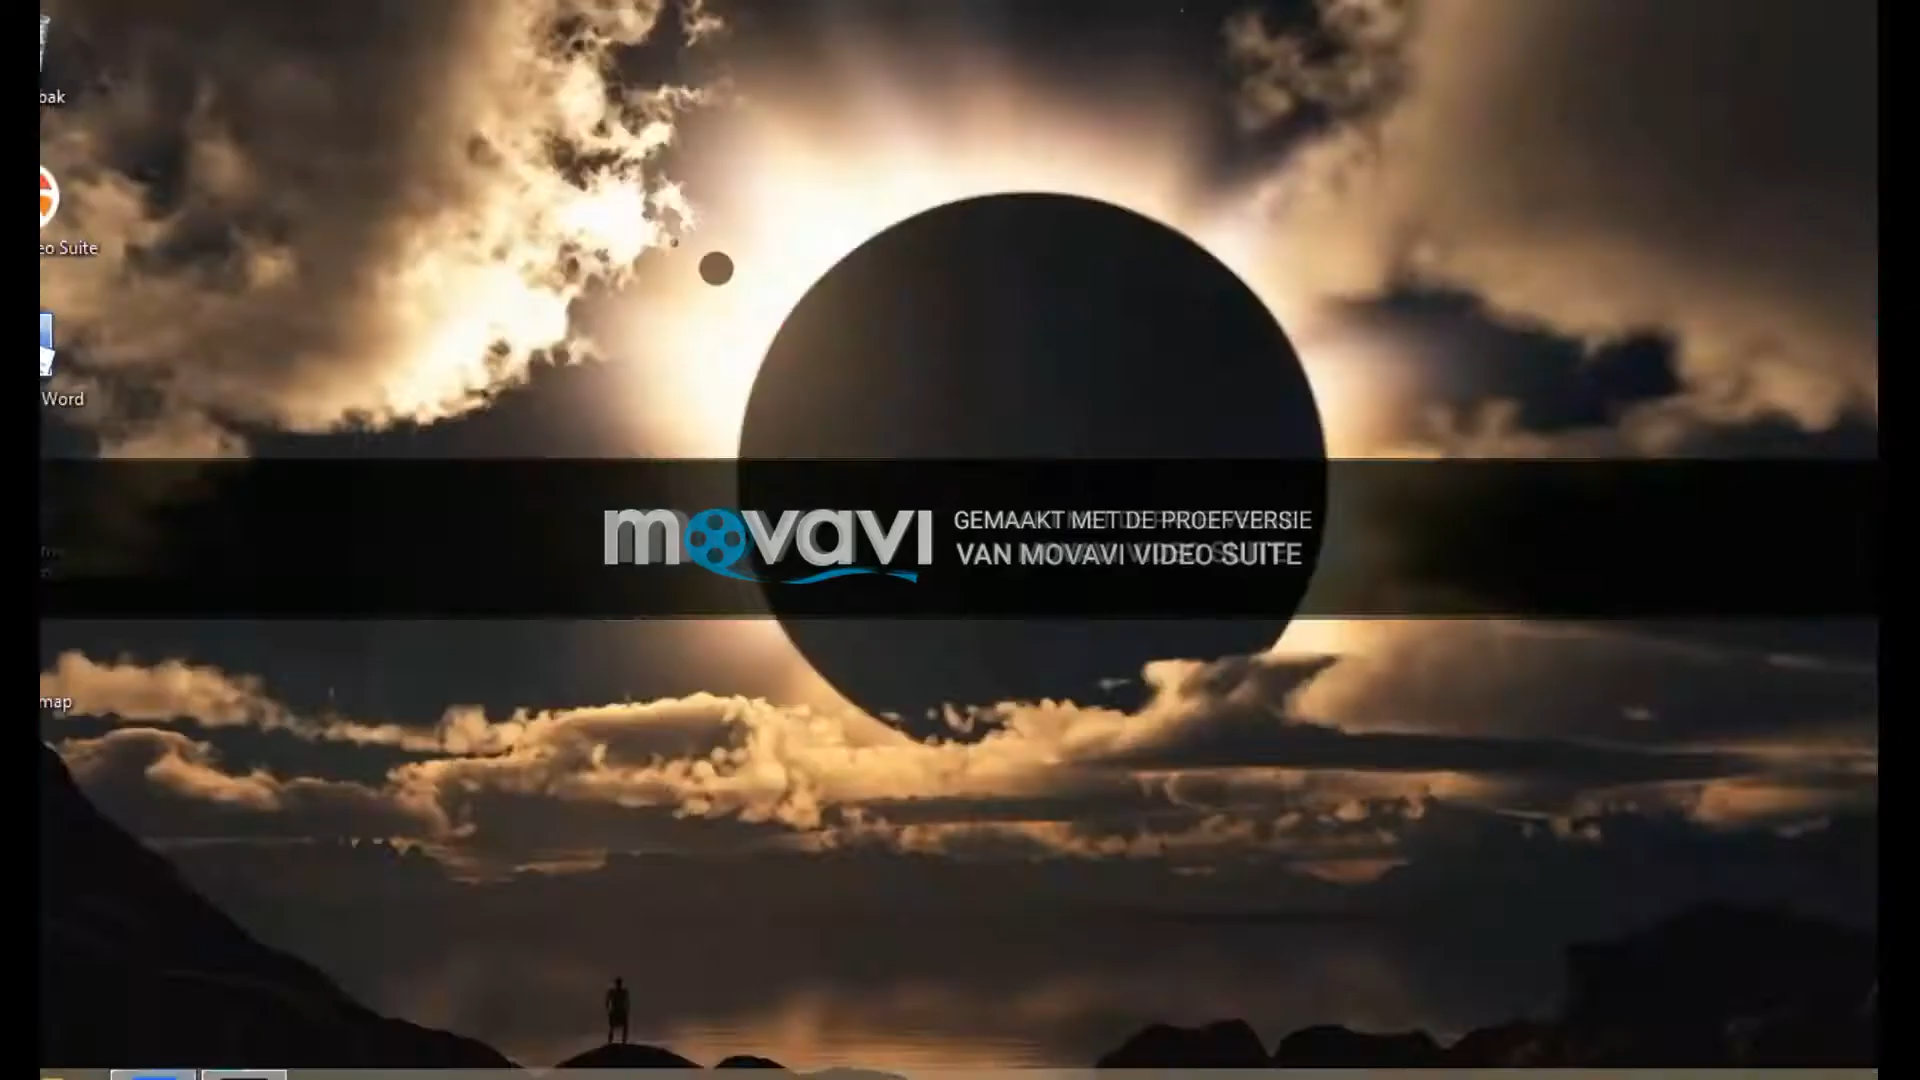 bak
eo Suite
Word
movavi
GEMAAKT MET DE PROEFVERSIE
VAN MOVAVI VIDEO SUITE
map